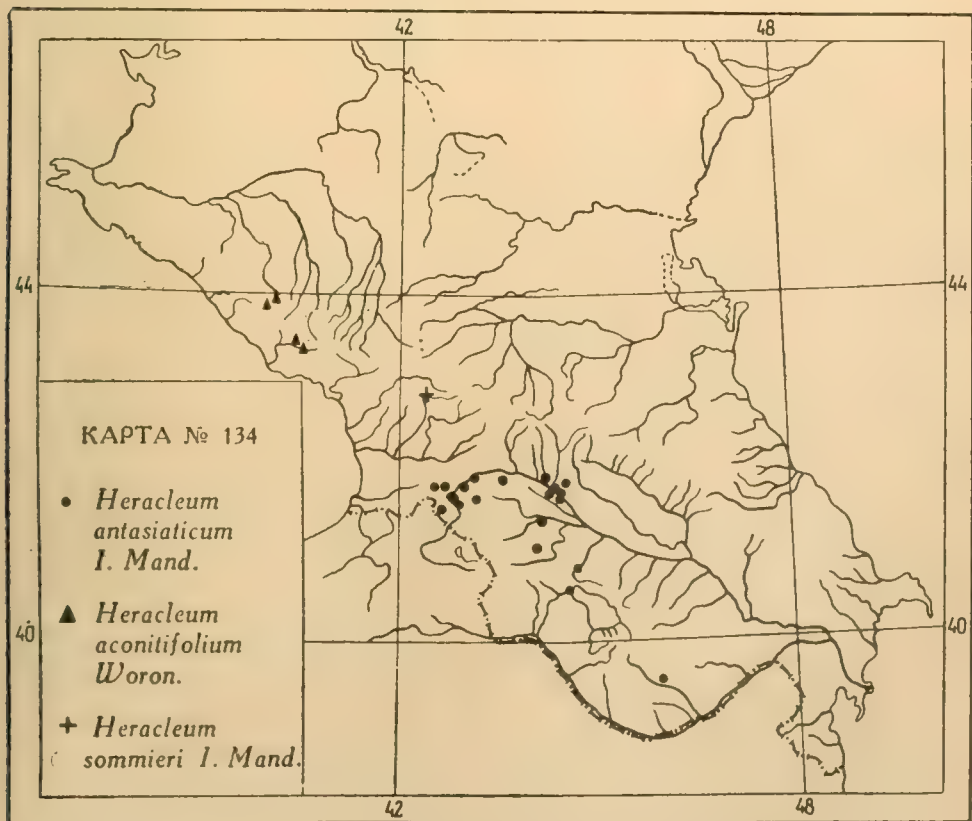 42 48
44 44
КАРТА № 134
Heracleum
antasiaticum
I. Mand.
Heracleum
aconitifolium
Woron.
40 40
Heracleum
sommieri I. Mand.
42 48